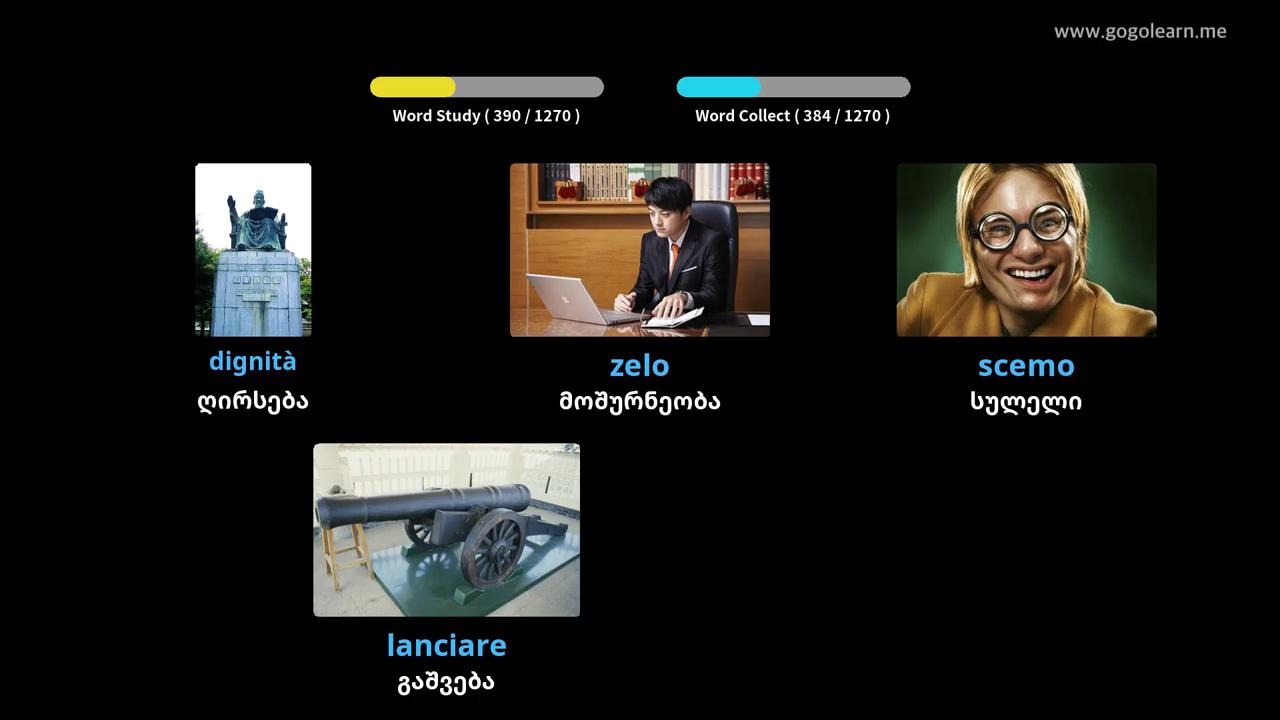 www.gogolearn.me
Word Study ( 390 / 1270 )
Word Collect ( 384 / 1270 )
dignità
ღირსება
zelo
მოშურნეობა
scemo
სულელი
lanciare
გაშვება